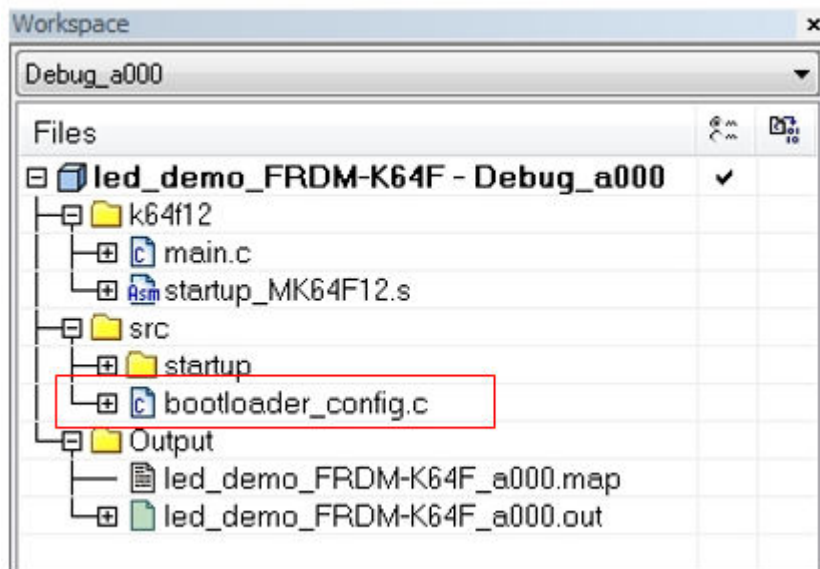 Workspace
Debug_a000
Files
led_demo_FRDM-K64F - Debug_a000
k64f12
main.c
startup_MK64F12.s
src
startup
bootloader_config.c
Output
led_demo_FRDM-K64F_a000.map
led_demo_FRDM-K64F_a000.out